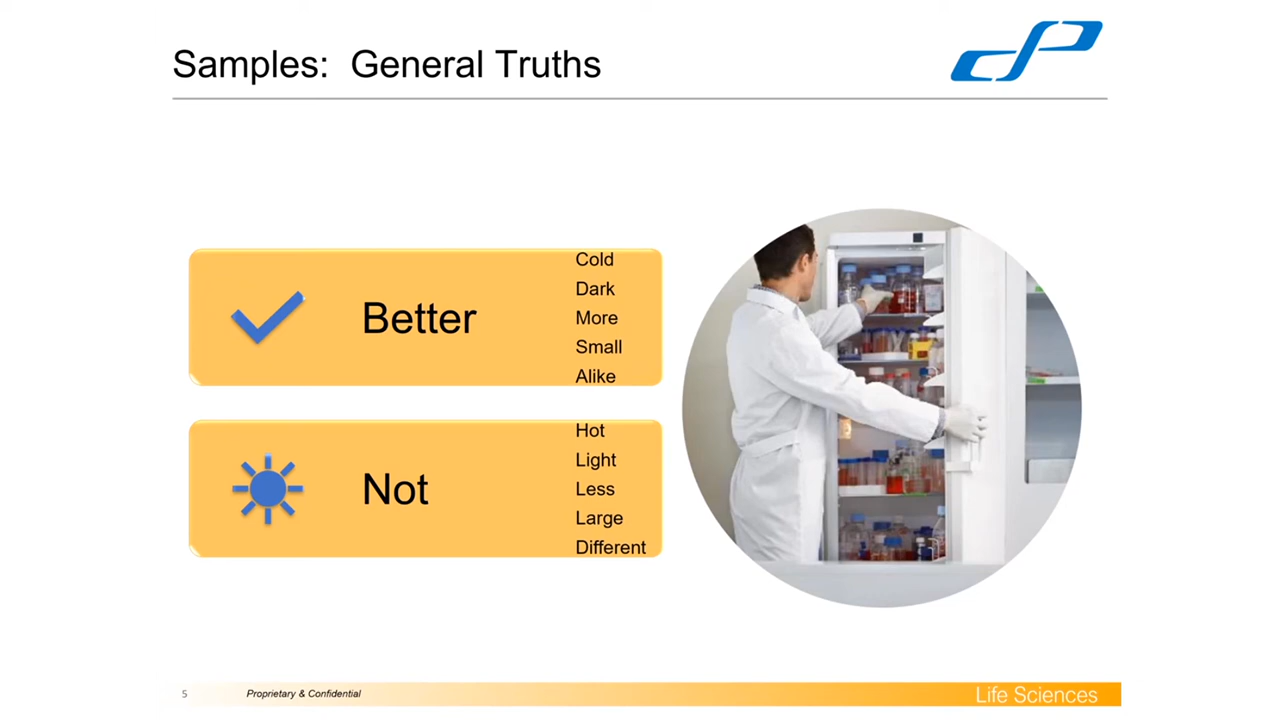 Samples:  General Truths
Better
Cold
Dark
More
Small
Alike
Not
Hot
Light
Less
Large
Different
5
Proprietary & Confidential
Life Sciences